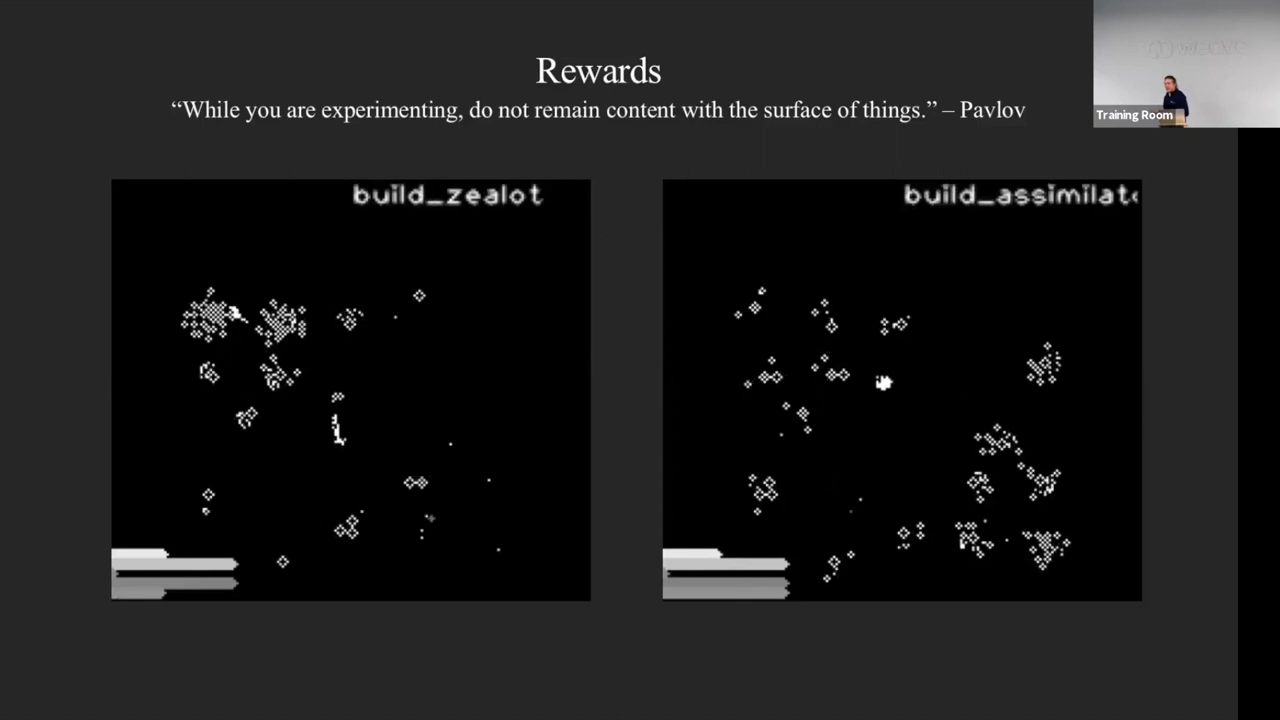 Rewards
“While you are experimenting, do not remain content with the surface of things.” – Pavlov
Training Room
build_zealot
build_assimilat